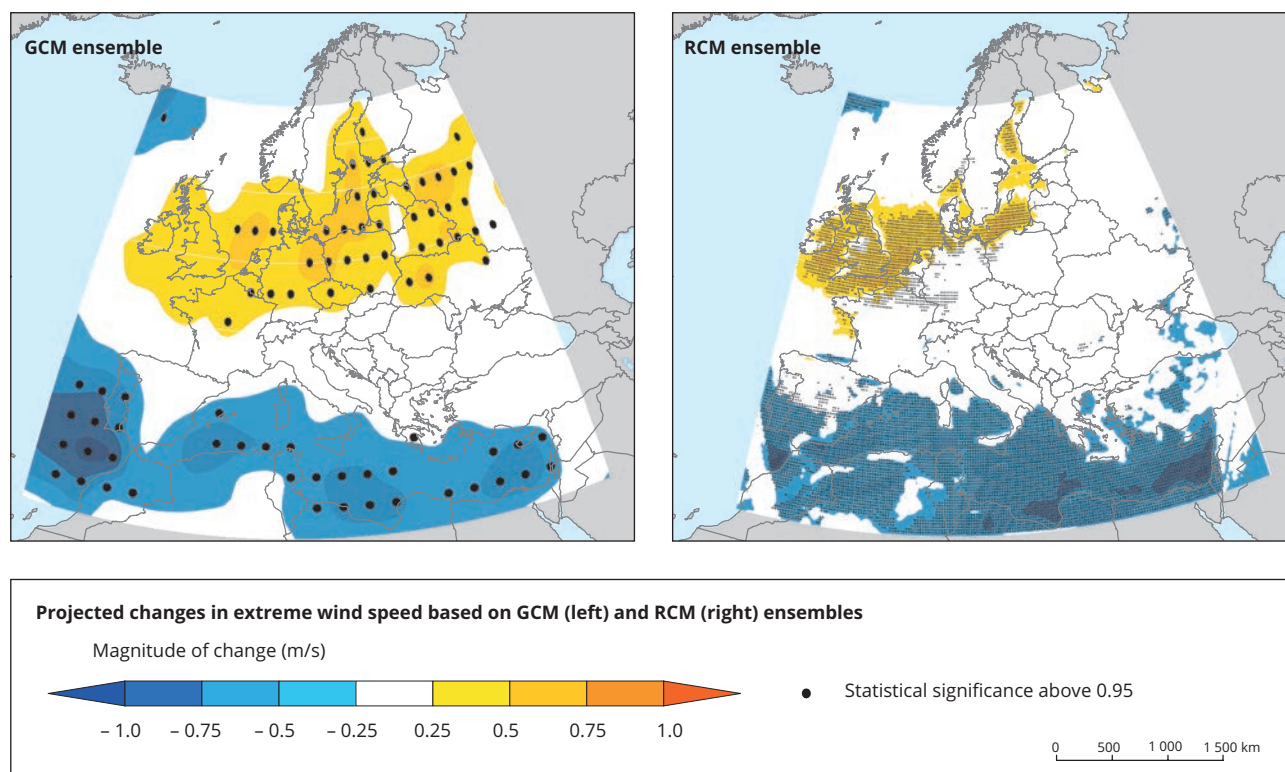 GCM ensemble
RCM ensemble
Projected changes in extreme wind speed based on GCM (left) and RCM (right) ensembles
Magnitude of change (m/s)
– 1.0 – 0.75 – 0.5 – 0.25 0.25 0.5 0.75 1.0
Statistical significance above 0.95
0 500 1 000 1 500 km